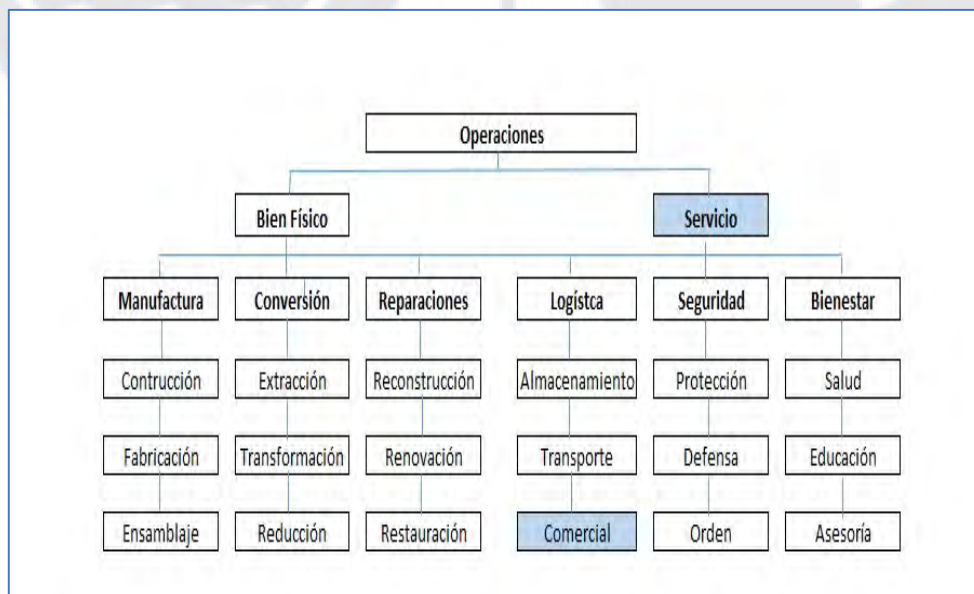 Operaciones
Bien Físico
Servicio
Manufactura
Conversión
Reparaciones
Logístca
Seguridad
Bienestar
Contrucción
Extracción
Reconstrucción
Almacenamiento
Protección
Salud
Fabricación
Transformación
Renovación
Transporte
Defensa
Educación
Ensamblaje
Reducción
Restauración
Comercial
Orden
Asesoría